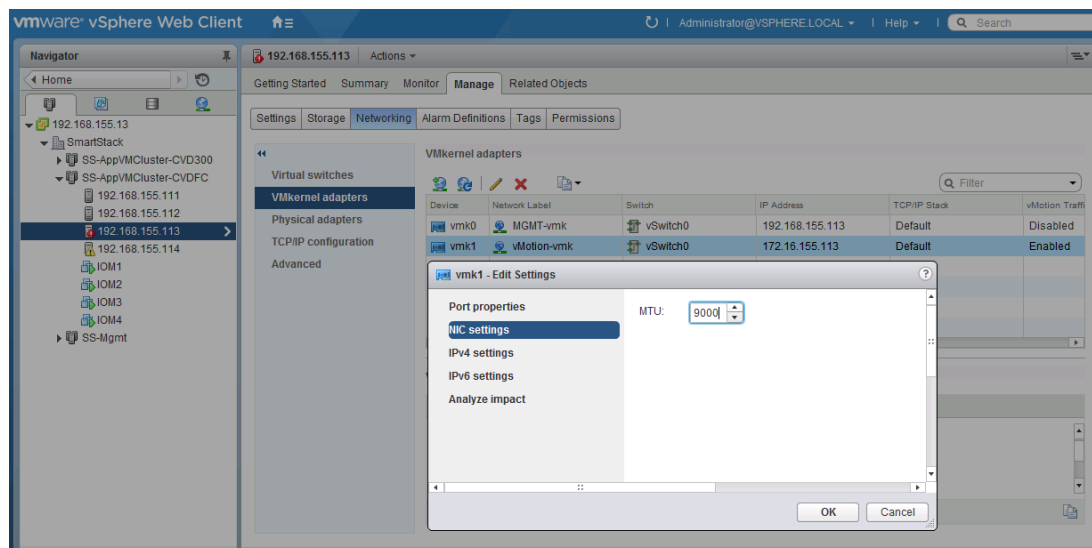 vmware® vSphere Web Client
Administrator@VSPHERE.LOCAL
Help
Search
Navigator
Home
192.168.155.13
SmartStack
SS-AppVMCluster-CVD300
SS-AppVMCluster-CVDFC
192.168.155.111
192.168.155.112
192.168.155.113
192.168.155.114
IOM1
IOM2
IOM3
IOM4
SS-Mgmt
192.168.155.113 Actions
Getting Started Summary Monitor Manage Related Objects
Settings Storage Networking Alarm Definitions Tags Permissions
Virtual switches
VMkernel adapters
Physical adapters
TCP/IP configuration
Advanced
VMkernel adapters
Filter
Device Network Label Switch IP Address TCP/IP Stack vMotion Traffi
vmk0 MGMT-vmk vSwitch0 192.168.155.113 Default Disabled
vmk1 vMotion-vmk vSwitch0 172.16.155.113 Default Enabled
vmk1 - Edit Settings ?
Port properties
NIC settings
IPv4 settings
IPv6 settings
Analyze impact
MTU: 9000
OK Cancel